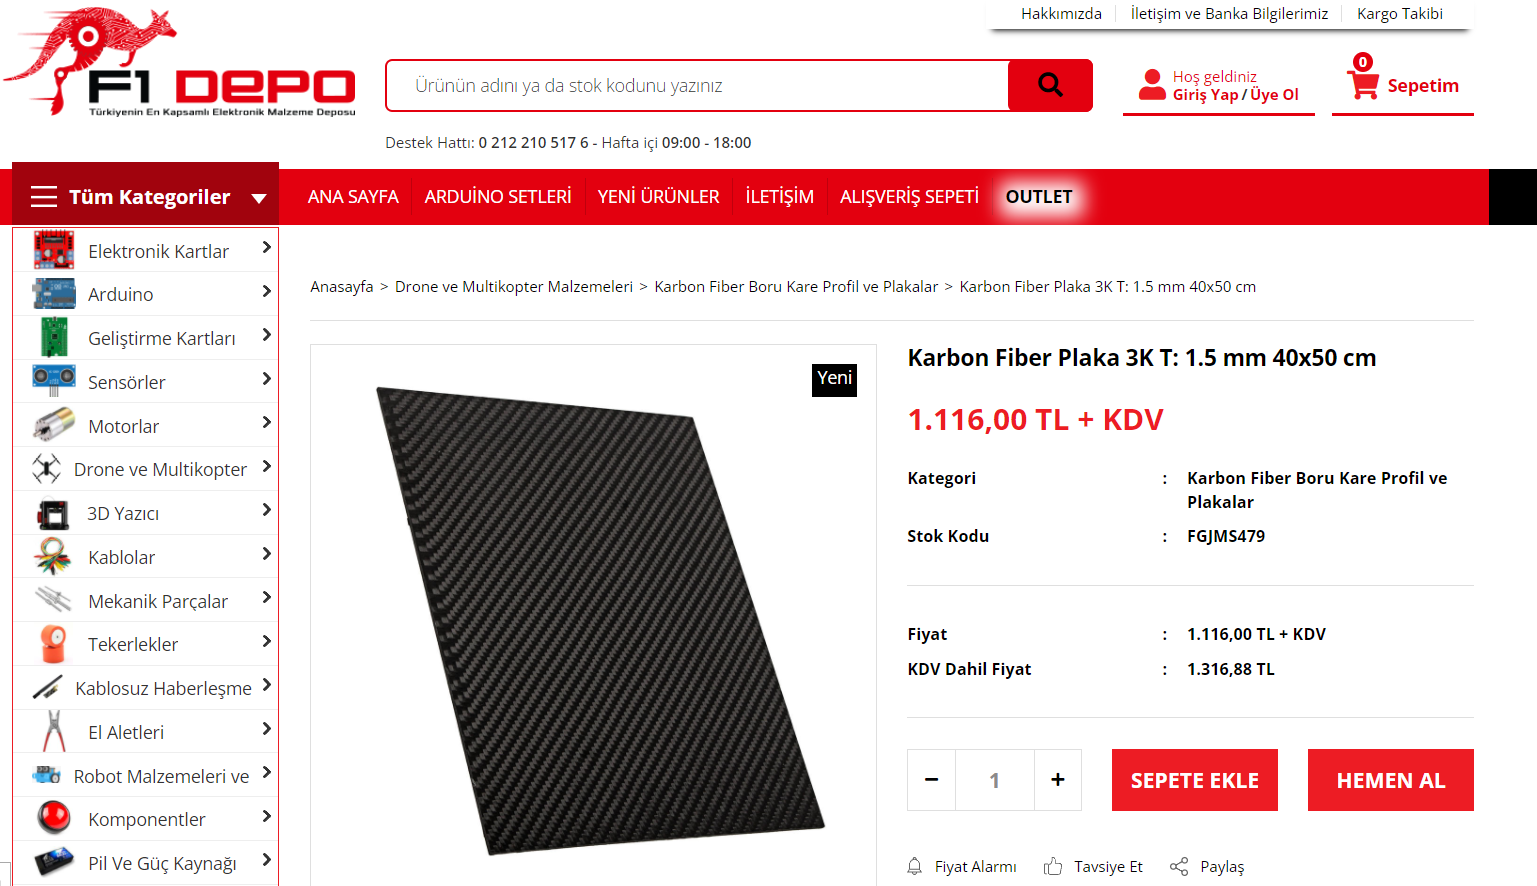 Hakkımızda
İletişim ve Banka Bilgilerimiz
Kargo Takibi
F1 DEPO
Türkiyenin En Kapsamlı Elektronik Malzeme Deposu
Ürünün adını ya da stok kodunu yazınız
Hoş geldiniz
Giriş Yap / Üye Ol
0
Sepetim
Destek Hattı: 0 212 210 517 6 - Hafta içi 09:00 - 18:00
Tüm Kategoriler
ANA SAYFA
ARDUİNO SETLERİ
YENİ ÜRÜNLER
İLETİŞİM
ALIŞVERİŞ SEPETİ
OUTLET
Elektronik Kartlar
Arduino
Geliştirme Kartları
Sensörler
Motorlar
Drone ve Multikopter
3D Yazıcı
Kablolar
Mekanik Parçalar
Tekerlekler
Kablosuz Haberleşme
El Aletleri
Robot Malzemeleri ve
Komponentler
Pil Ve Güç Kaynağı
Anasayfa > Drone ve Multikopter Malzemeleri > Karbon Fiber Boru Kare Profil ve Plakalar > Karbon Fiber Plaka 3K T: 1.5 mm 40x50 cm
Yeni
Karbon Fiber Plaka 3K T: 1.5 mm 40x50 cm
1.116,00 TL + KDV
Kategori : Karbon Fiber Boru Kare Profil ve
Plakalar
Stok Kodu : FGJMS479
Fiyat : 1.116,00 TL + KDV
KDV Dahil Fiyat : 1.316,88 TL
− 1 +
SEPETE EKLE
HEMEN AL
Fiyat Alarmı
Tavsiye Et
Paylaş